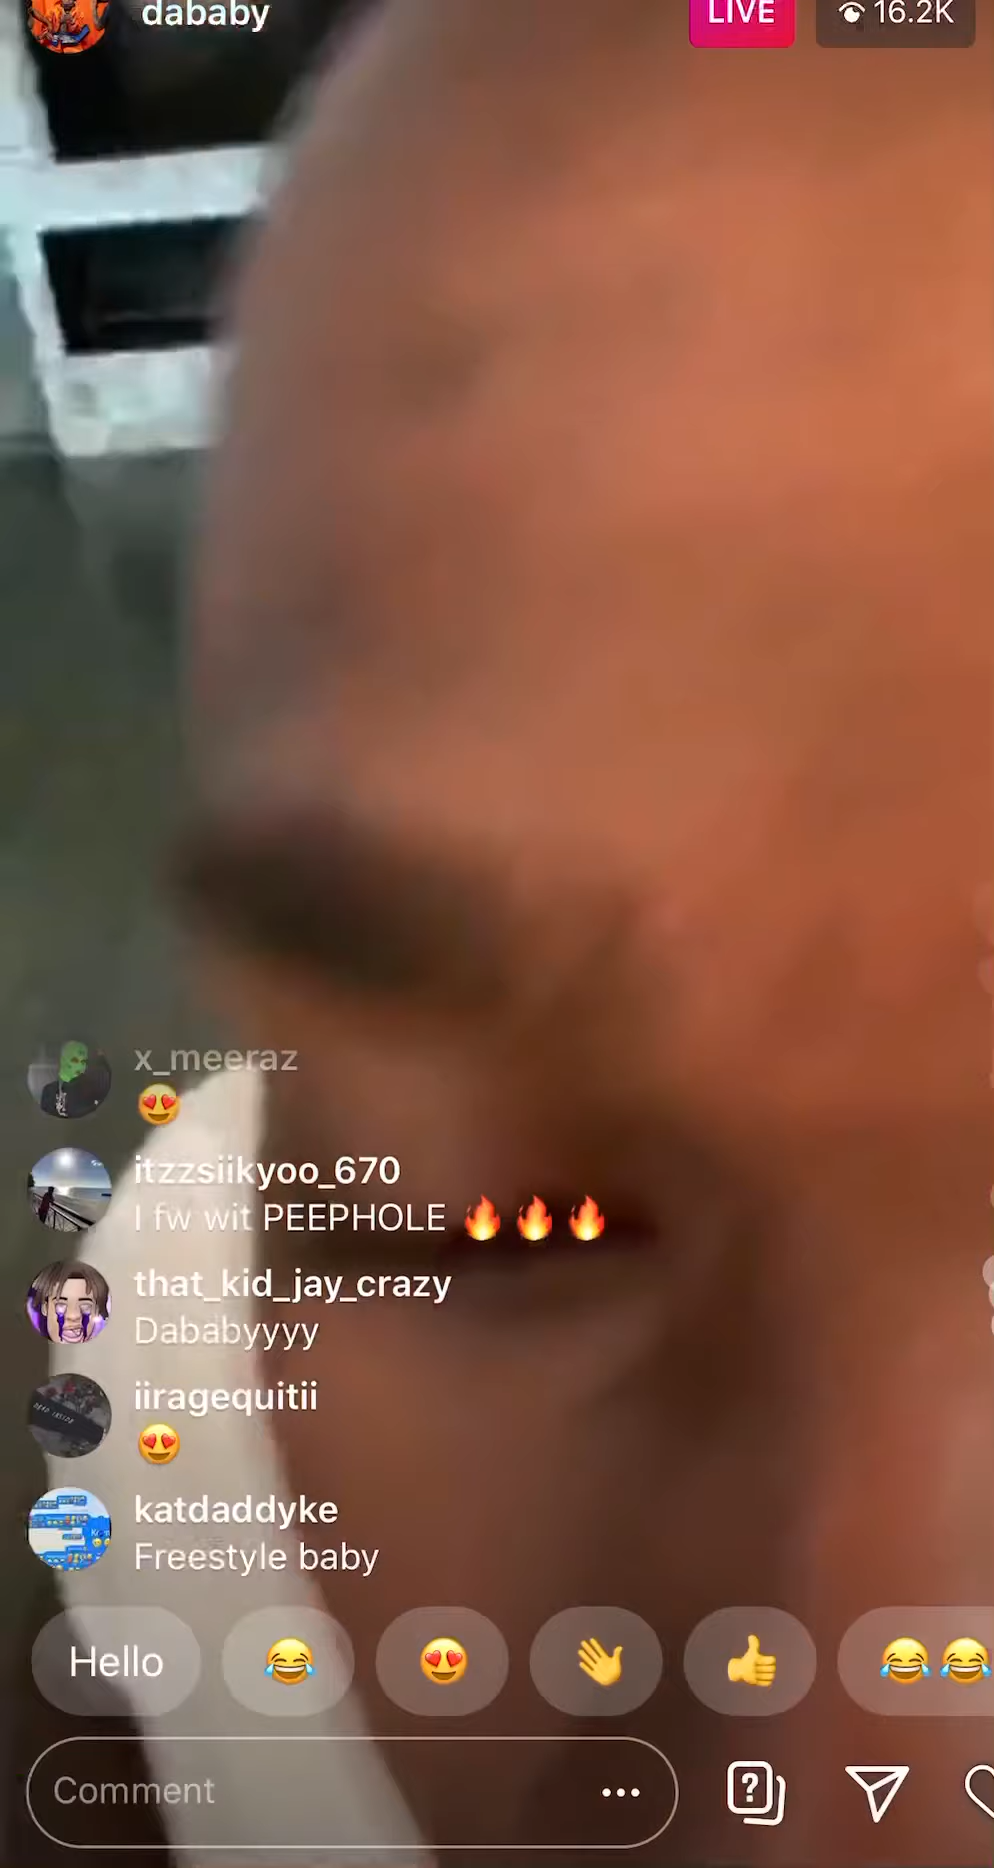 dababy
LIVE
16.2K
x_meeraz
😍
itzzsiikyoo_670
I fw wit PEEPHOLE 🔥🔥🔥
that_kid_jay_crazy
Dababyyyy
iiragequitii
😍
katdaddyke
Freestyle baby
Hello 😂 😍 👋 👍 😂😂
Comment